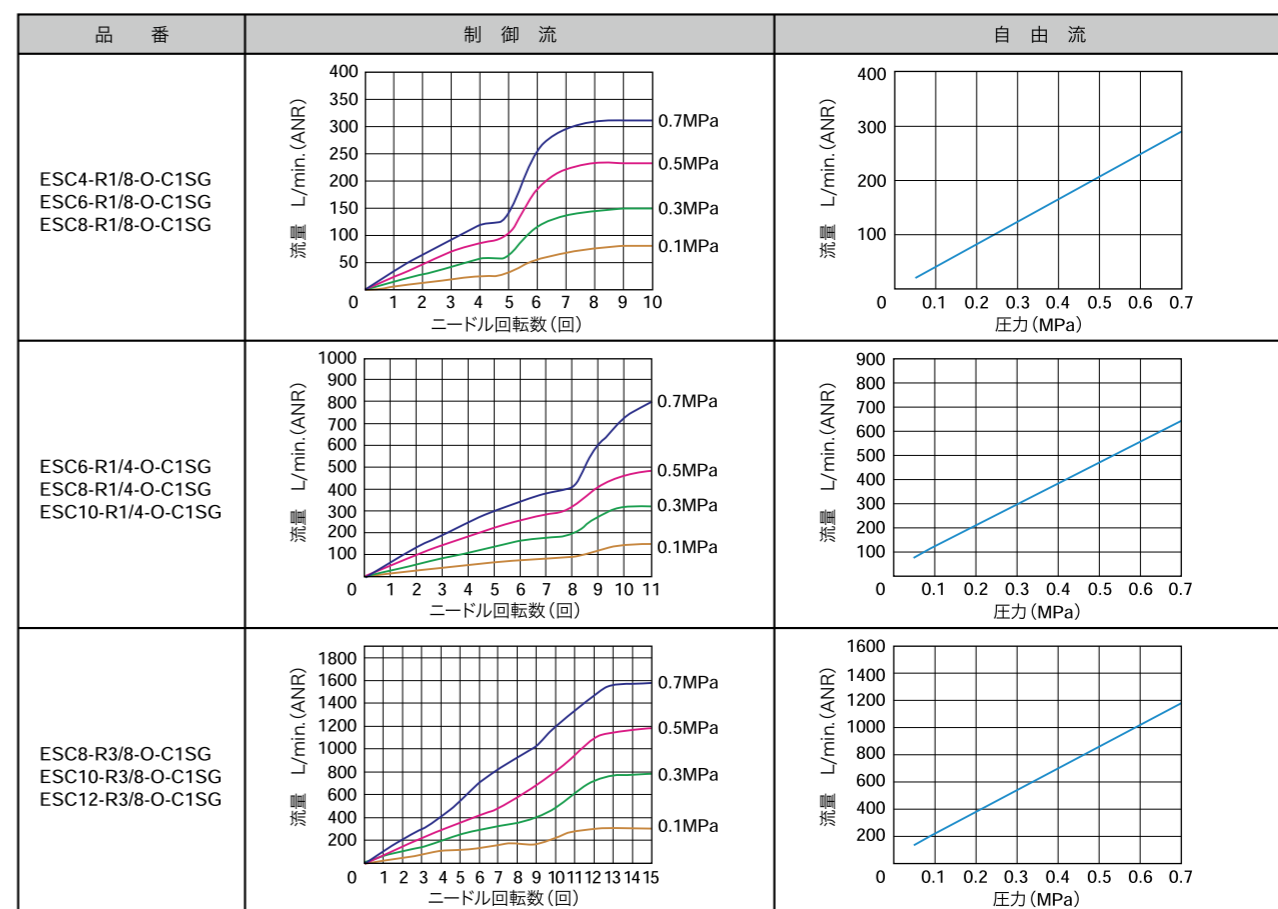 品 番
制 御 流
自 由 流
ESC4-R1/8-O-C1SG
ESC6-R1/8-O-C1SG
ESC8-R1/8-O-C1SG
流量 L/min.(ANR)
400
350
300
250
200
150
100
50
0.7MPa
0.5MPa
0.3MPa
0.1MPa
0 1 2 3 4 5 6 7 8 9 10
ニードル回転数(回)
流量 L/min.(ANR)
400
300
200
100
0 0.1 0.2 0.3 0.4 0.5 0.6 0.7
圧力(MPa)
ESC6-R1/4-O-C1SG
ESC8-R1/4-O-C1SG
ESC10-R1/4-O-C1SG
流量 L/min.(ANR)
1000
900
800
700
600
500
400
300
200
100
0.7MPa
0.5MPa
0.3MPa
0.1MPa
0 1 2 3 4 5 6 7 8 9 10 11
ニードル回転数(回)
流量 L/min.(ANR)
900
800
700
600
500
400
300
200
100
0 0.1 0.2 0.3 0.4 0.5 0.6 0.7
圧力(MPa)
ESC8-R3/8-O-C1SG
ESC10-R3/8-O-C1SG
ESC12-R3/8-O-C1SG
流量 L/min.(ANR)
1800
1600
1400
1200
1000
800
600
400
200
0.7MPa
0.5MPa
0.3MPa
0.1MPa
0 1 2 3 4 5 6 7 8 9 10 11 12 13 14 15
ニードル回転数(回)
流量 L/min.(ANR)
1600
1400
1200
1000
800
600
400
200
0 0.1 0.2 0.3 0.4 0.5 0.6 0.7
圧力(MPa)